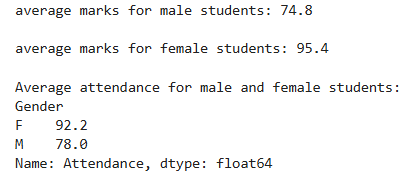 average marks for male students: 74.8
average marks for female students: 95.4
Average attendance for male and female students:
Gender
F    92.2
M    78.0
Name: Attendance, dtype: float64